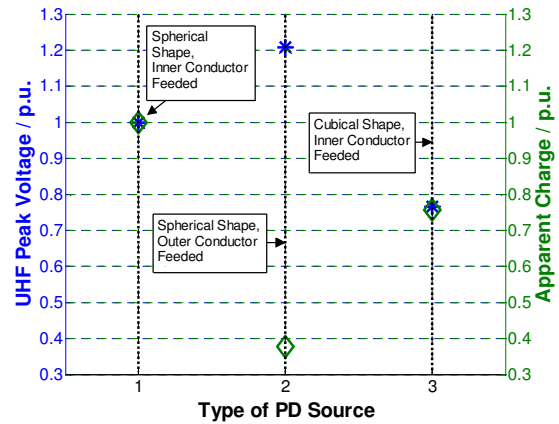 UHF Peak Voltage / p.u.
1.3
1.2
1.1
1
0.9
0.8
0.7
0.6
0.5
0.4
0.3
Spherical
Shape,
Inner Conductor
Feeded
Cubical Shape,
Inner Conductor
Feeded
Spherical Shape,
Outer Conductor
Feeded
1.3
1.2
1.1
1
0.9
0.8
0.7
0.6
0.5
0.4
0.3
Apparent Charge / p.u.
1 2 3
Type of PD Source